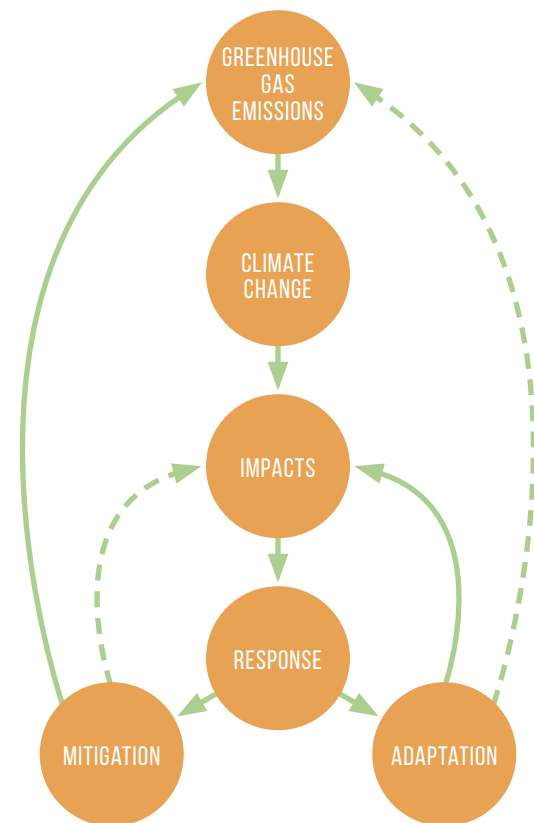 GREENHOUSE
GAS
EMISSIONS
CLIMATE
CHANGE
IMPACTS
RESPONSE
MITIGATION
ADAPTATION